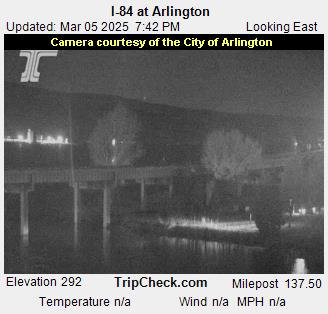 I-84 at Arlington
Updated: Mar 05 2025 7:42 PM Looking East
Camera courtesy of the City of Arlington
Elevation 292 TripCheck.com Milepost 137.50
Temperature n/a Wind n/a MPH n/a